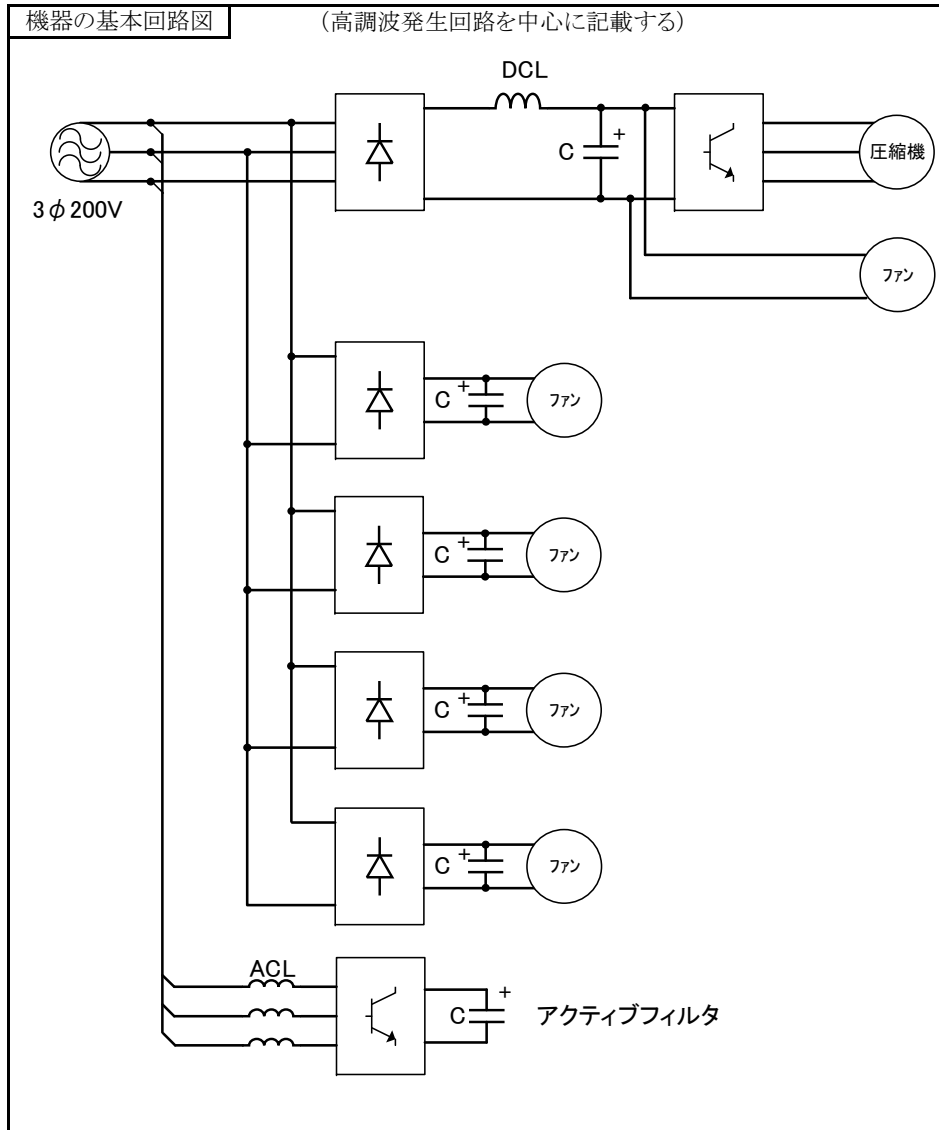 機器の基本回路図
(高調波発生回路を中心に記載する)
DCL
C +
圧縮機
3φ200V
ファン
C +
ファン
C +
ファン
C +
ファン
C +
ファン
ACL
C +
アクティブフィルタ